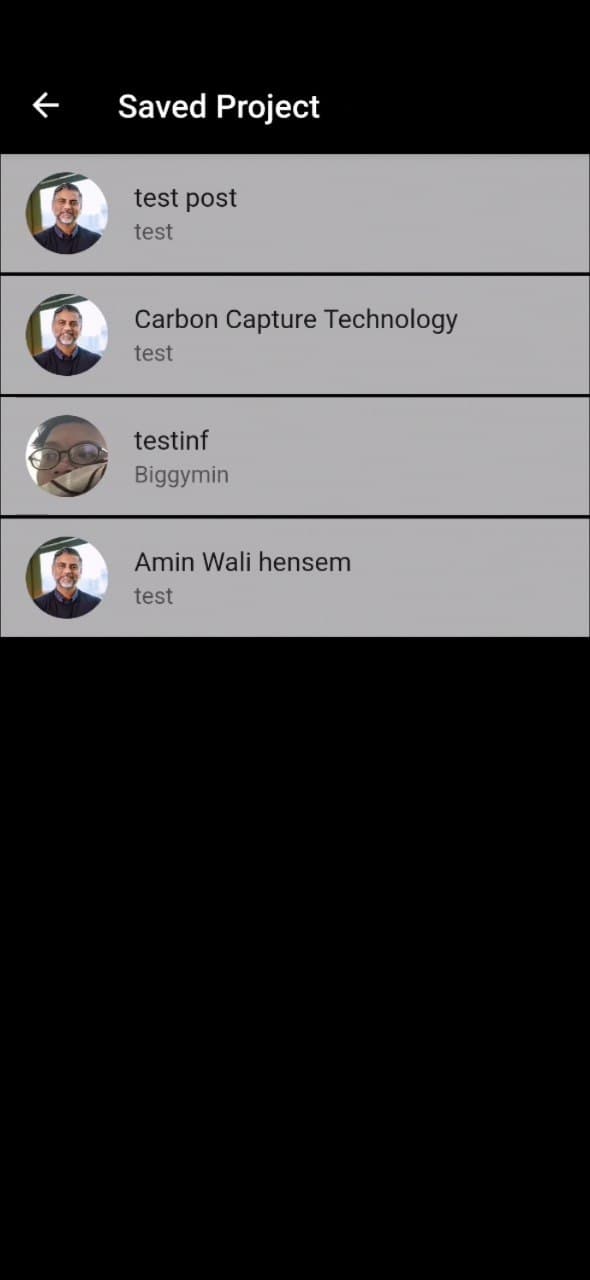 Saved Project
test post
test
Carbon Capture Technology
test
testinf
Biggymin
Amin Wali hensem
test